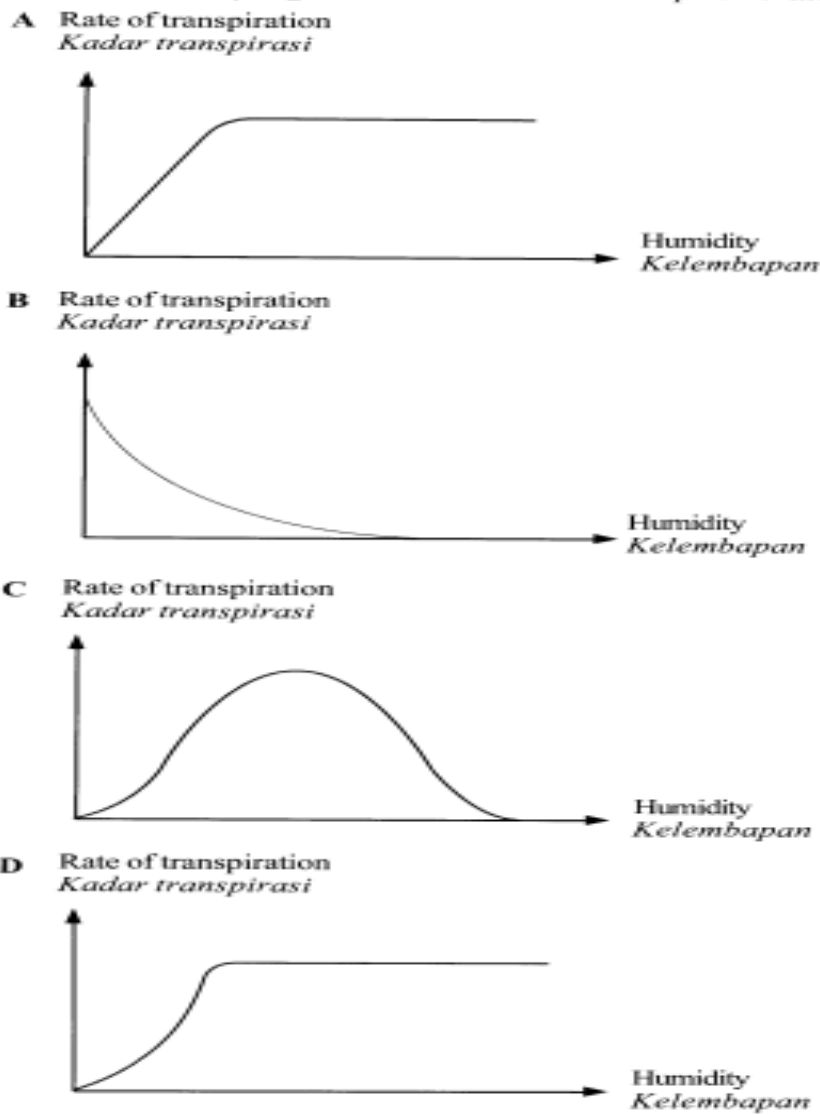 A Rate of transpiration
Kadar transpirasi
Humidity
Kelembapan
B Rate of transpiration
Kadar transpirasi
Humidity
Kelembapan
C Rate of transpiration
Kadar transpirasi
Humidity
Kelembapan
D Rate of transpiration
Kadar transpirasi
Humidity
Kelembapan